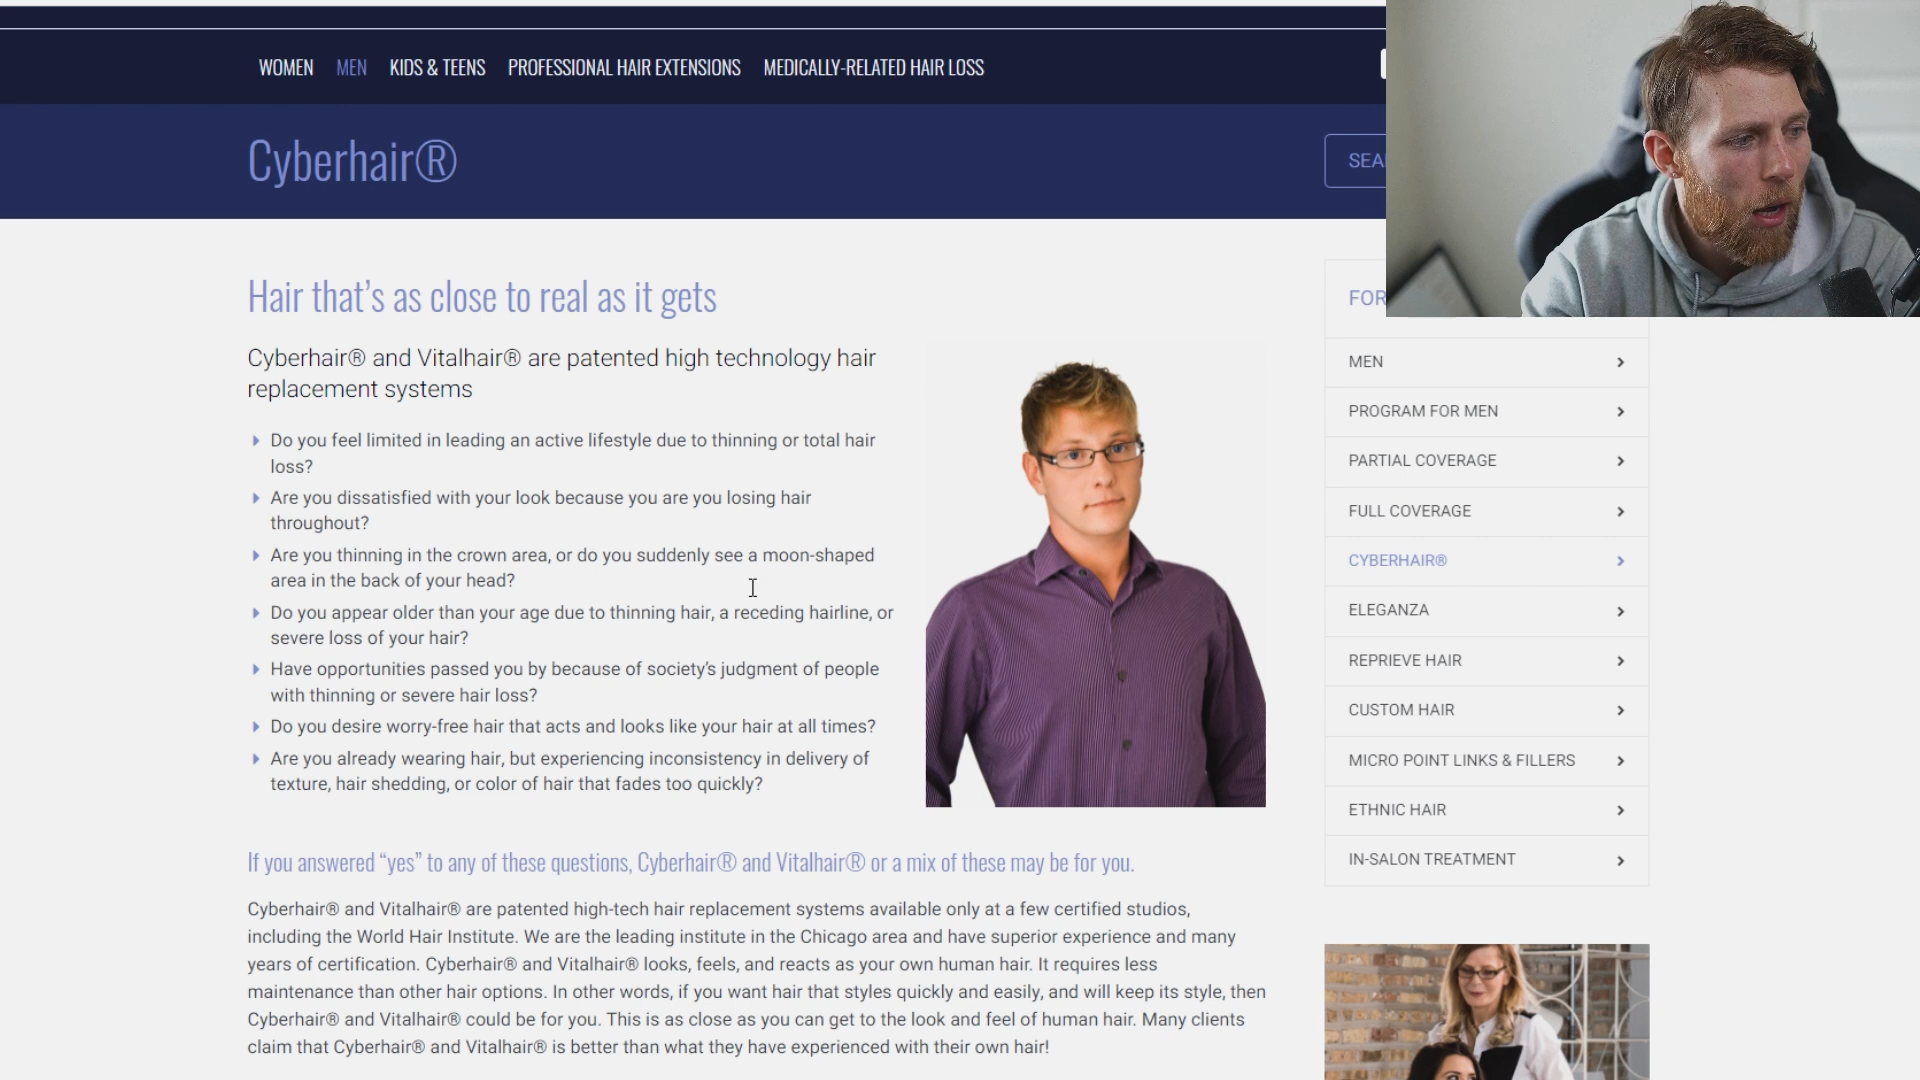 WOMEN MEN KIDS & TEENS PROFESSIONAL HAIR EXTENSIONS MEDICALLY-RELATED HAIR LOSS
Cyberhair®
Hair that’s as close to real as it gets
Cyberhair® and Vitalhair® are patented high technology hair
replacement systems
Do you feel limited in leading an active lifestyle due to thinning or total hair
loss?
Are you dissatisfied with your look because you are you losing hair
throughout?
Are you thinning in the crown area, or do you suddenly see a moon-shaped
area in the back of your head?
Do you appear older than your age due to thinning hair, a receding hairline, or
severe loss of your hair?
Have opportunities passed you by because of society’s judgment of people
with thinning or severe hair loss?
Do you desire worry-free hair that acts and looks like your hair at all times?
Are you already wearing hair, but experiencing inconsistency in delivery of
texture, hair shedding, or color of hair that fades too quickly?
If you answered “yes” to any of these questions, Cyberhair® and Vitalhair® or a mix of these may be for you.
Cyberhair® and Vitalhair® are patented high-tech hair replacement systems available only at a few certified studios,
including the World Hair Institute. We are the leading institute in the Chicago area and have superior experience and many
years of certification. Cyberhair® and Vitalhair® looks, feels, and reacts as your own human hair. It requires less
maintenance than other hair options. In other words, if you want hair that styles quickly and easily, and will keep its style, then
Cyberhair® and Vitalhair® could be for you. This is as close as you can get to the look and feel of human hair. Many clients
claim that Cyberhair® and Vitalhair® is better than what they have experienced with their own hair!
FOR
MEN
PROGRAM FOR MEN
PARTIAL COVERAGE
FULL COVERAGE
CYBERHAIR®
ELEGANZA
REPRIEVE HAIR
CUSTOM HAIR
MICRO POINT LINKS & FILLERS
ETHNIC HAIR
IN-SALON TREATMENT